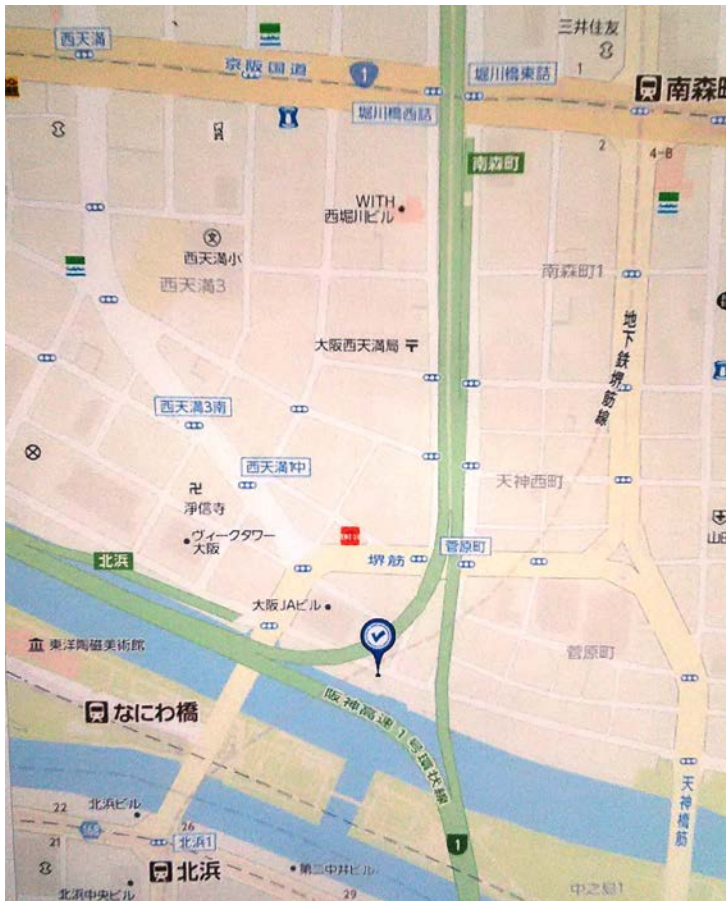 三井住友
西天満
京阪国道
1
堀川橋東詰
1
南森町
堀川橋西詰
2
4-B
南森町
WITH
西堀川ビル
西天満小
西天満3
南森町1
地下鉄堺筋線
大阪西天満局
西天満3南
西天満1中
天神西町
浄信寺
ヴィークタワー
大阪
北浜
堺筋
菅原町
大阪JAビル
東洋陶磁美術館
菅原町
なにわ橋
阪神高速1号環状線
天神橋筋
22
北浜ビル
168
26
21
北浜1
1
北浜
第二中井ビル
北浜中央ビル
29
中之島1